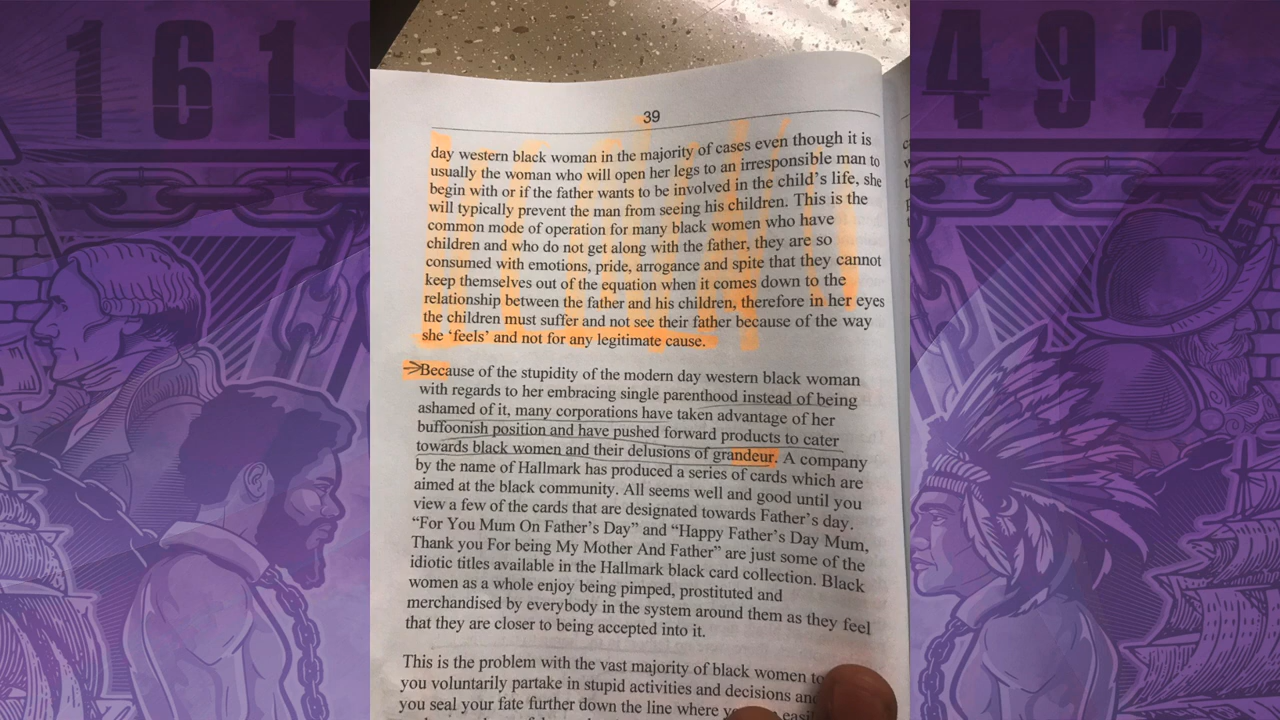 1619
1492
39
day western black woman in the majority of cases even though it is
usually the woman who will open her legs to an irresponsible man to
begin with or if the father wants to be involved in the child's life, she
will typically prevent the man from seeing his children. This is the
common mode of operation for many black women who have
children and who do not get along with the father, they are so
consumed with emotions, pride, arrogance and spite that they cannot
keep themselves out of the equation when it comes down to the
relationship between the father and his children, therefore in her eyes
the children must suffer and not see their father because of the way
she 'feels' and not for any legitimate cause.
Because of the stupidity of the modern day western black woman
with regards to her embracing single parenthood instead of being
ashamed of it, many corporations have taken advantage of her
buffoonish position and have pushed forward products to cater
towards black women and their delusions of grandeur. A company
by the name of Hallmark has produced a series of cards which are
aimed at the black community. All seems well and good until you
view a few of the cards that are designated towards Father's day.
"For You Mum On Father's Day" and "Happy Father's Day Mum,
Thank you For being My Mother And Father" are just some of the
idiotic titles available in the Hallmark black card collection. Black
women as a whole enjoy being pimped, prostituted and
merchandised by everybody in the system around them as they feel
that they are closer to being accepted into it.
This is the problem with the vast majority of black women
you voluntarily partake in stupid activities and decisions
you seal your fate further down the line where